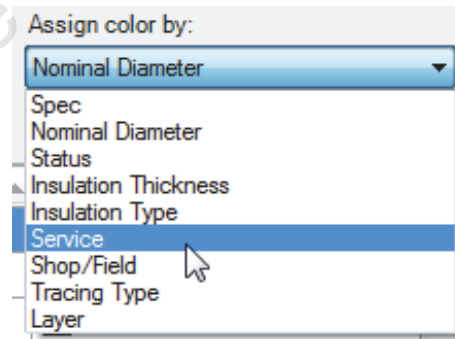 Assign color by:
Nominal Diameter
Spec
Nominal Diameter
Status
Insulation Thickness
Insulation Type
Service
Shop/Field
Tracing Type
Layer